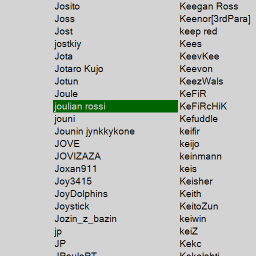 Josito
Joss
Jost
jostkiy
Jota
Jotaro Kujo
Jotun
Joule
joulian rossi
jouni
Jounin jynkkykone
JOVE
JOVIZAZA
Joxan911
Joy3415
JoyDolphins
Joystick
Jozin_z_bazin
jp
JP
Keegan Ross
Keenor[3rdPara]
keep red
Kees
KeevKee
Keevon
KeezWals
KeFiR
KeFiRcHiK
Kefuddle
keifir
keijo
keinmann
keis
Keisher
Keith
KeitoZun
keiwin
keiZ
Kekc